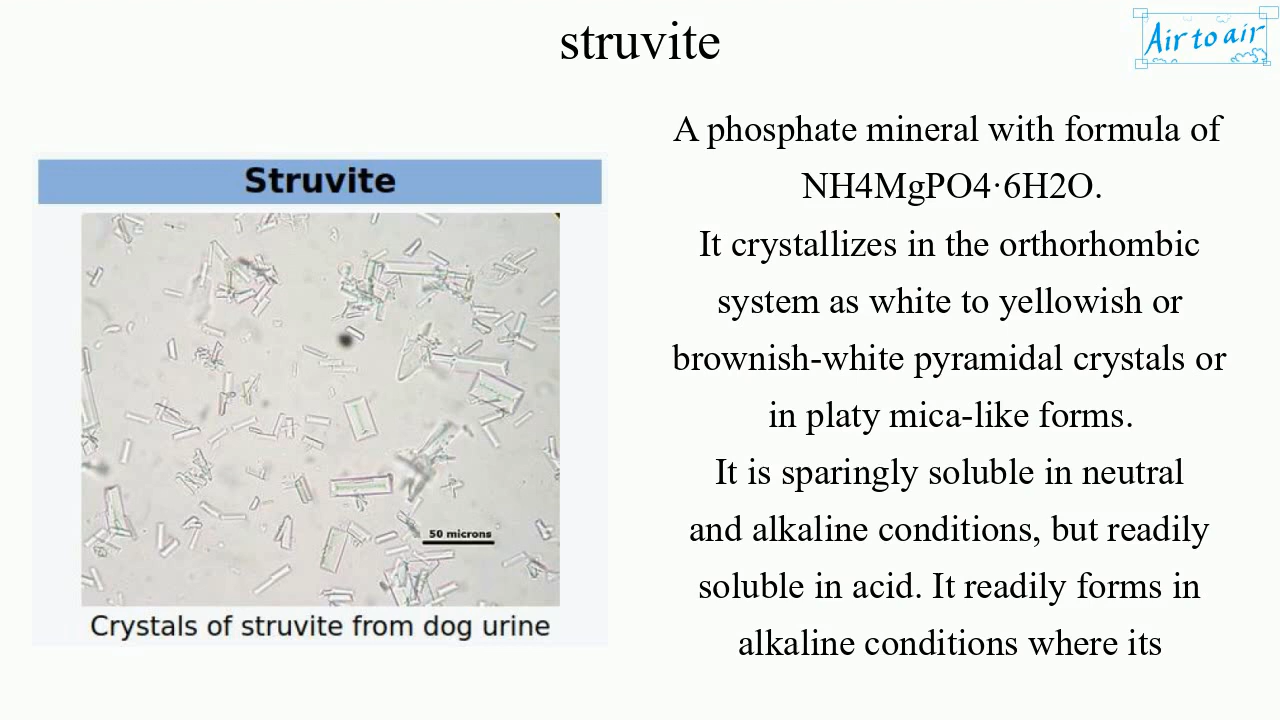 struvite
Air to air
Struvite
50 microns
Crystals of struvite from dog urine
A phosphate mineral with formula of
NH4MgPO4·6H2O.
It crystallizes in the orthorhombic
system as white to yellowish or
brownish-white pyramidal crystals or
in platy mica-like forms.
It is sparingly soluble in neutral
and alkaline conditions, but readily
soluble in acid. It readily forms in
alkaline conditions where its